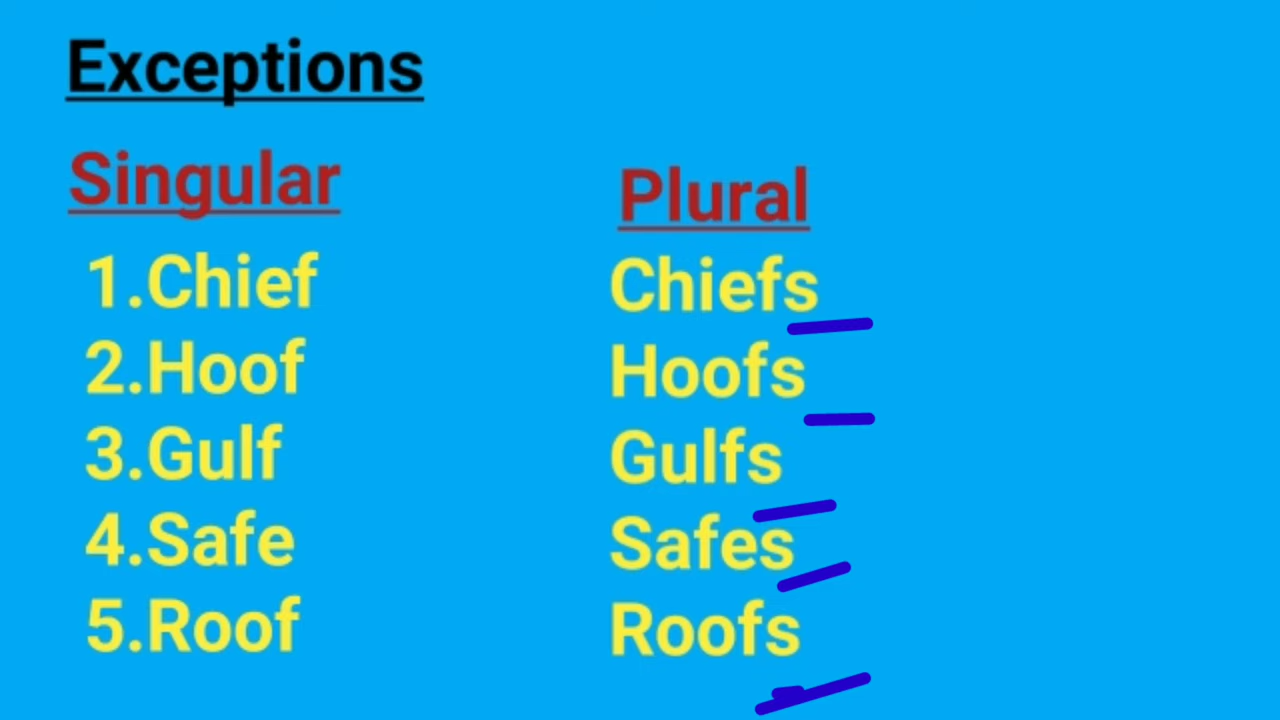 Exceptions
Singular Plural
1.Chief Chiefs
2.Hoof Hoofs
3.Gulf Gulfs
4.Safe Safes
5.Roof Roofs